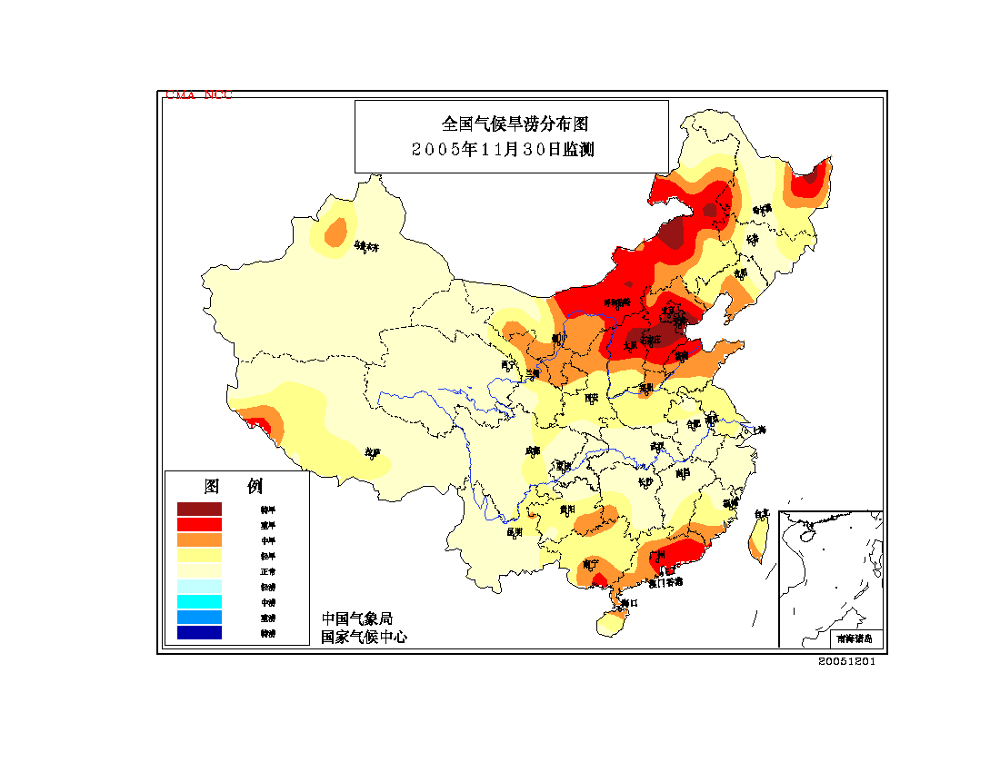 CMA NCC
全国气候旱涝分布图
2005年11月30日监测
哈尔滨
长春
沈阳
乌鲁木齐
呼和浩特
北京
天津
银川
太原
石家庄
济南
西宁
兰州
郑州
西安
合肥
南京
上海
拉萨
成都
重庆
武汉
长沙
南昌
贵阳
福州
台北
昆明
南宁
广州
澳门 香港
海口
图 例
特旱
重旱
中旱
轻旱
正常
轻涝
中涝
重涝
特涝
中国气象局
国家气候中心
南海诸岛
20051201